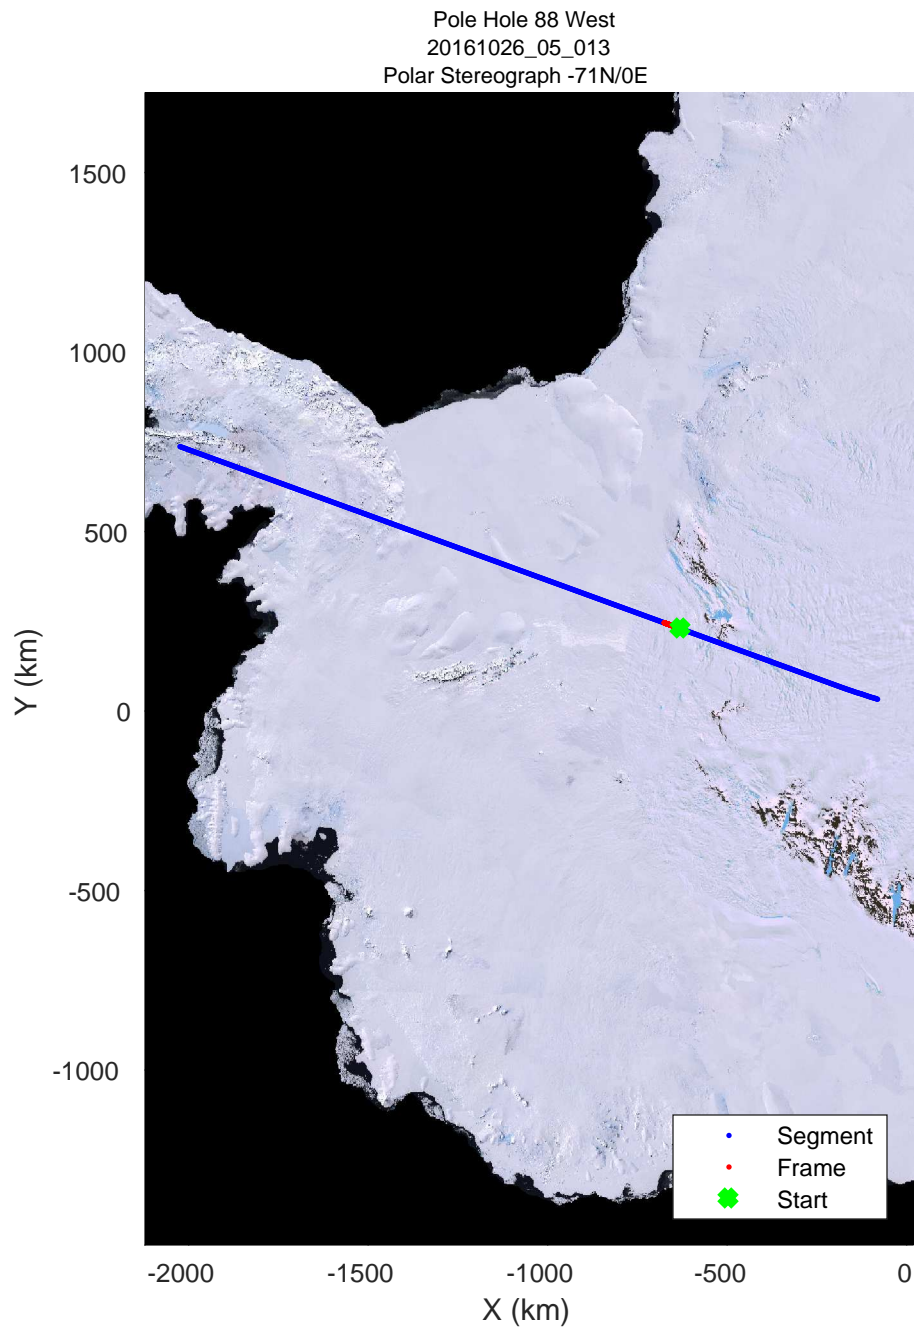 Pole Hole 88 West
20161026_05_013
Polar Stereograph -71N/0E
1500
1000
500
0
-500
-1000
Y (km)
-2000 -1500 -1000 -500 0
X (km)
Segment
Frame
Start